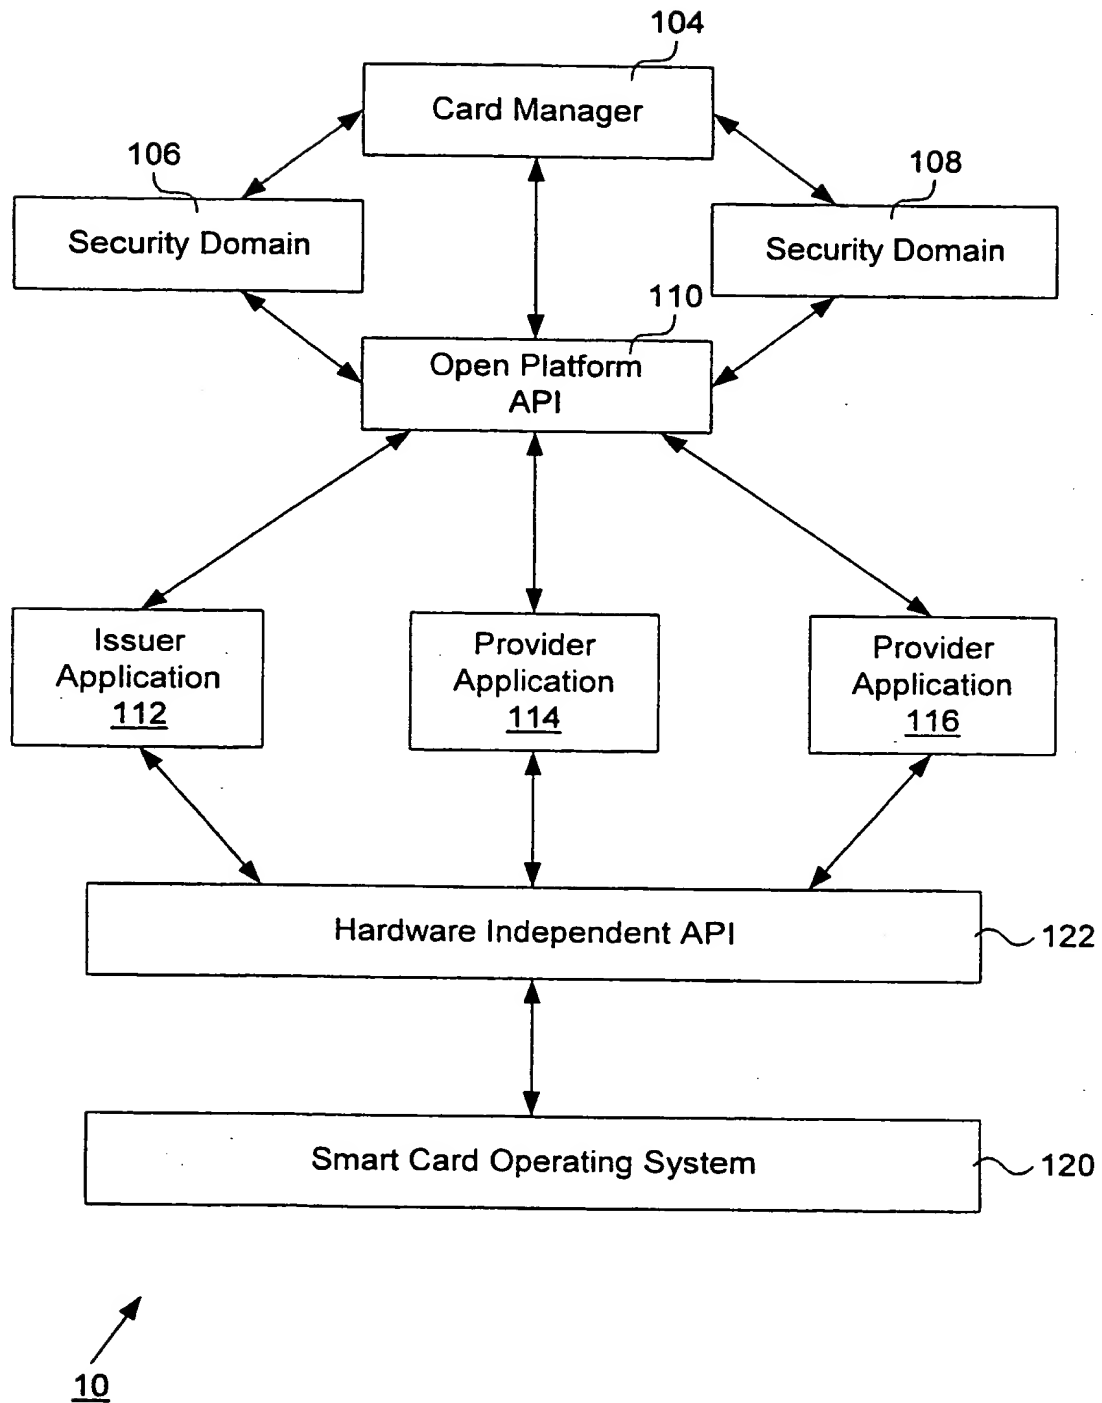 104
Card Manager
106
108
Security Domain
Security Domain
110
Open Platform
API
Issuer
Application
112
Provider
Application
114
Provider
Application
116
Hardware Independent API
122
Smart Card Operating System
120
10